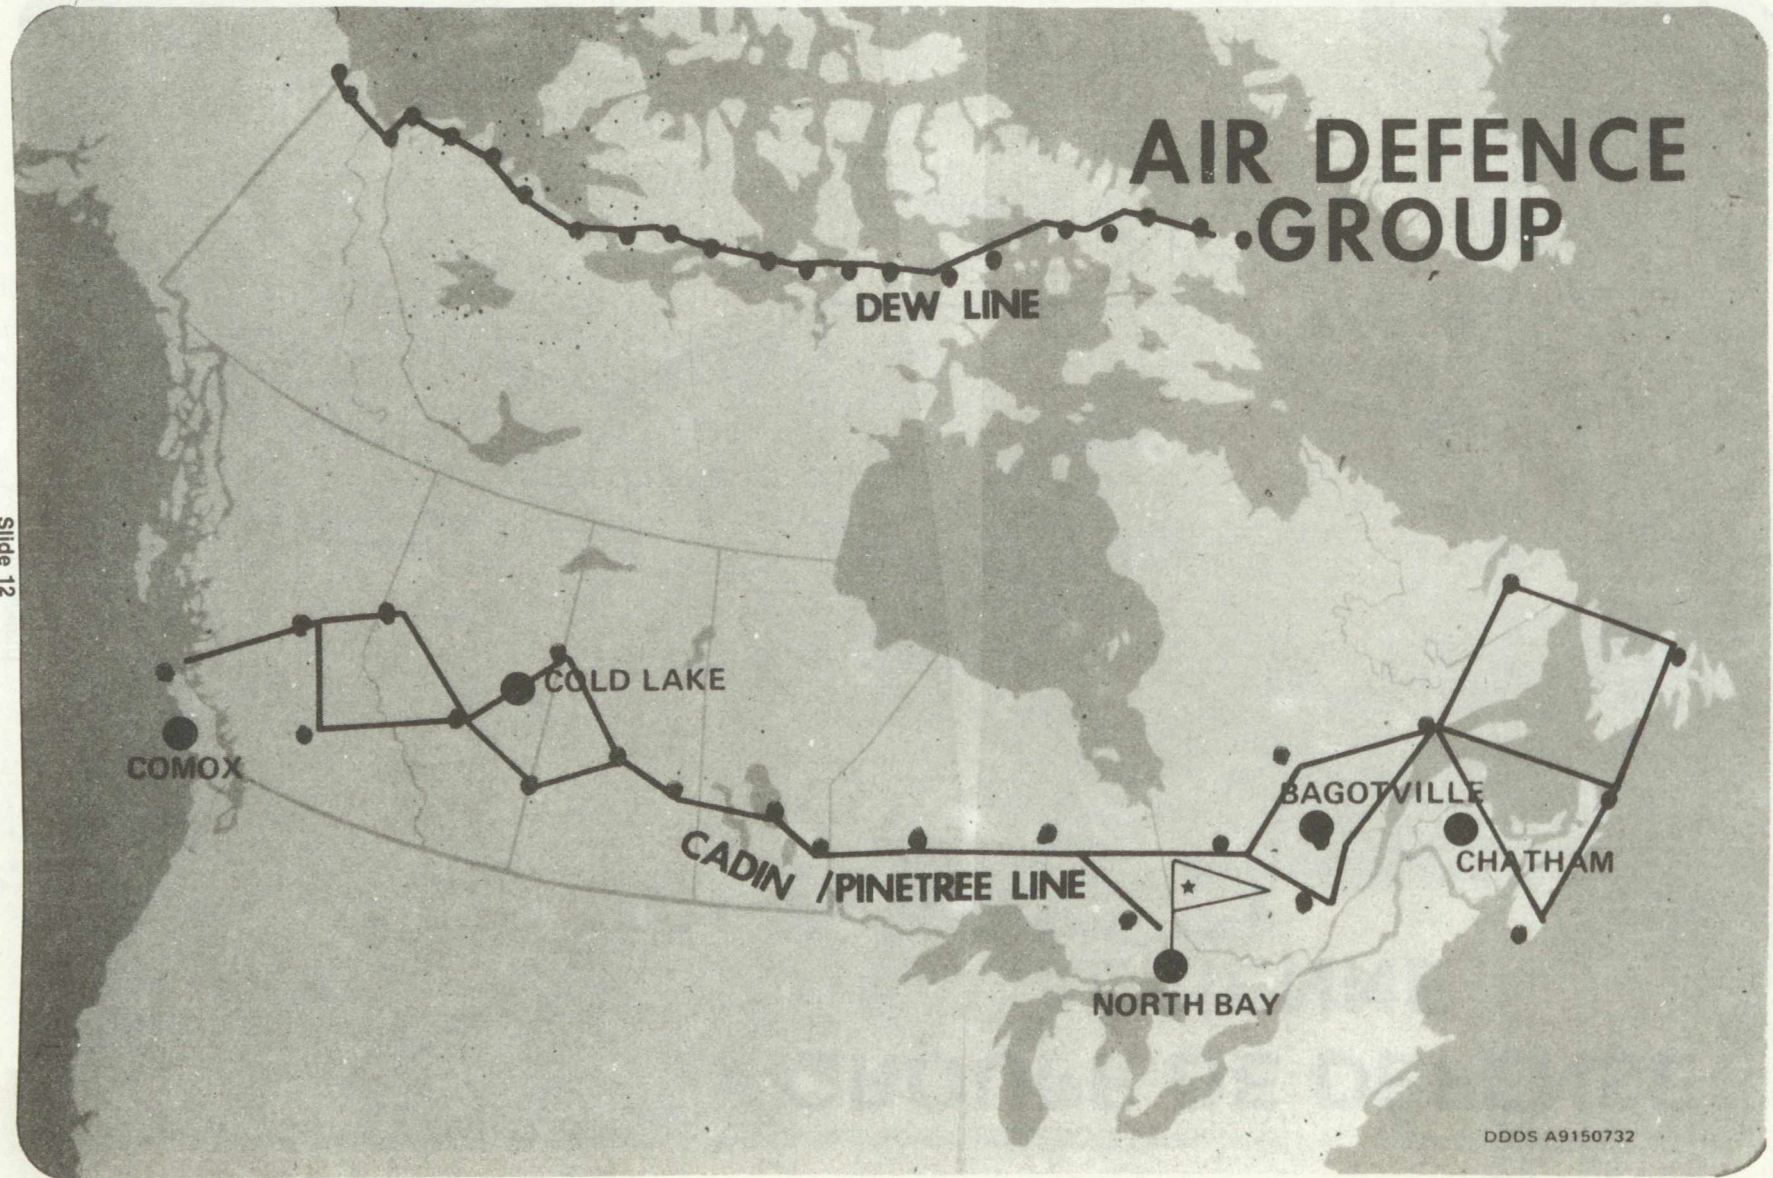 AIR DEFENCE
GROUP
DEW LINE
Slide 12
COLD LAKE
COMOX
BAGOTVILLE
CADIN /PINETREE LINE
CHATHAM
NORTH BAY
DDDS A9150732